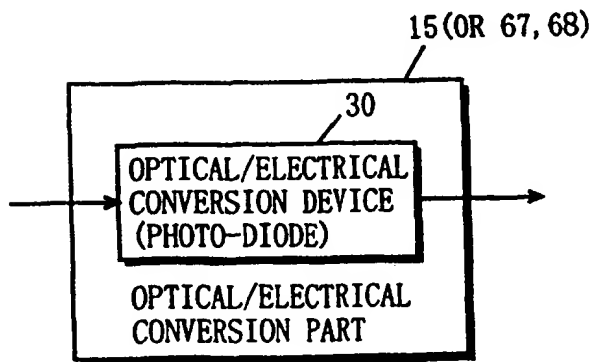 15(OR 67,68)
30
OPTICAL/ELECTRICAL
CONVERSION DEVICE
(PHOTO-DIODE)
OPTICAL/ELECTRICAL
CONVERSION PART